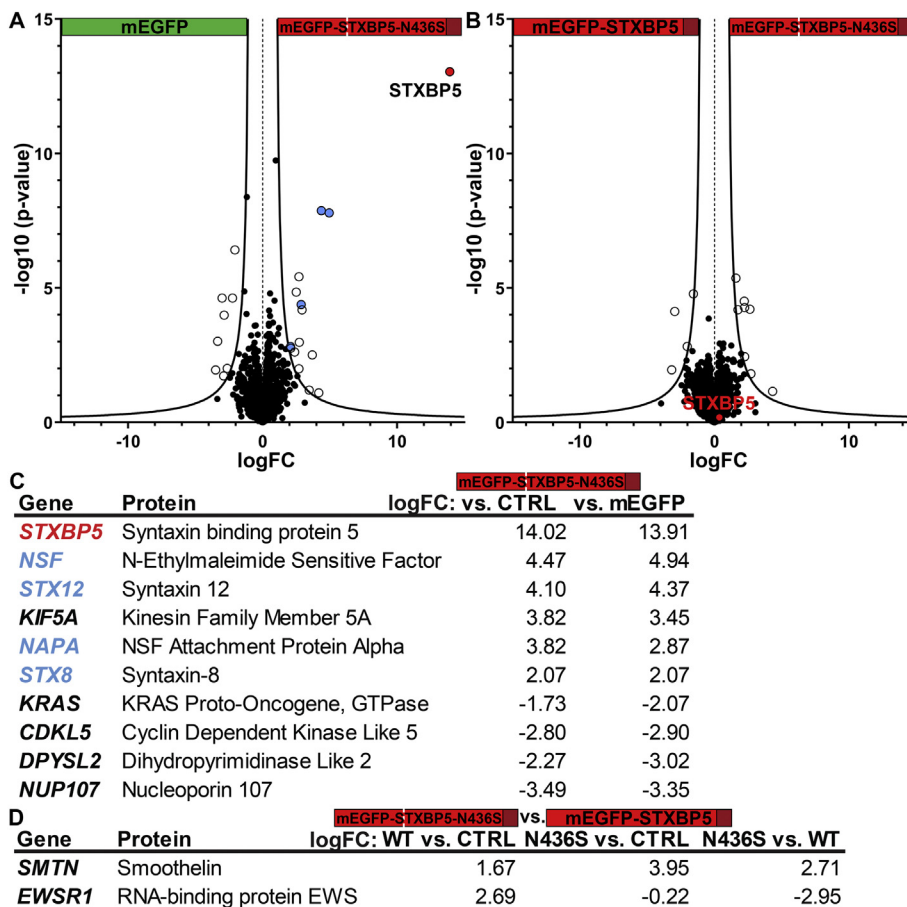 A
mEGFP
mEGFP-STXBP5-N436S
15
10
5
0
-log10 (p-value)
STXBP5
-10
0
10
logFC
B
mEGFP-STXBP5
mEGFP-STXBP5-N436S
15
10
5
0
-log10 (p-value)
STXBP5
-10
0
10
logFC
C
mEGFP-STXBP5-N436S
Gene Protein logFC: vs. CTRL vs. mEGFP
STXBP5 Syntaxin binding protein 5 14.02 13.91
NSF N-Ethylmaleimide Sensitive Factor 4.47 4.94
STX12 Syntaxin 12 4.10 4.37
KIF5A Kinesin Family Member 5A 3.82 3.45
NAPA NSF Attachment Protein Alpha 3.82 2.87
STX8 Syntaxin-8 2.07 2.07
KRAS KRAS Proto-Oncogene, GTPase -1.73 -2.07
CDKL5 Cyclin Dependent Kinase Like 5 -2.80 -2.90
DPYSL2 Dihydropyrimidinase Like 2 -2.27 -3.02
NUP107 Nucleoporin 107 -3.49 -3.35
D
mEGFP-STXBP5-N436S vs. mEGFP-STXBP5
Gene Protein logFC: WT vs. CTRL N436S vs. CTRL N436S vs. WT
SMTN Smoothelin 1.67 3.95 2.71
EWSR1 RNA-binding protein EWS 2.69 -0.22 -2.95